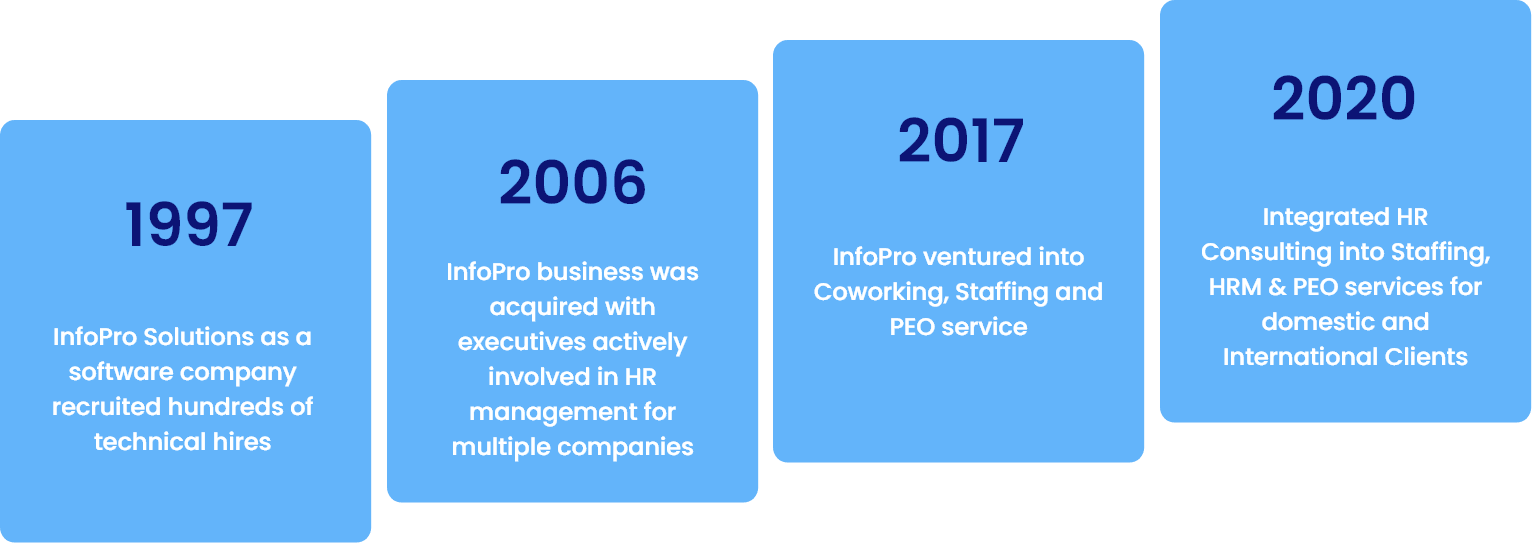 1997
InfoPro Solutions as a
software company
recruited hundreds of
technical hires
2006
InfoPro business was
acquired with
executives actively
involved in HR
management for
multiple companies
2017
InfoPro ventured into
Coworking, Staffing and
PEO service
2020
Integrated HR
Consulting into Staffing,
HRM & PEO services for
domestic and
International Clients